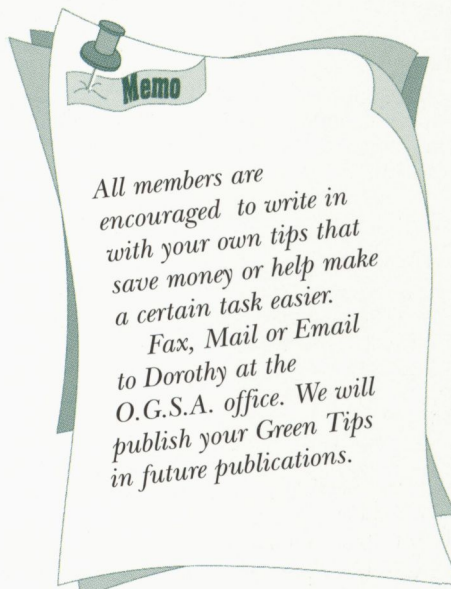 Memo
All members are
encouraged to write in
with your own tips that
save money or help make
a certain task easier.
Fax, Mail or Email
to Dorothy at the
O.G.S.A. office. We will
publish your Green Tips
in future publications.